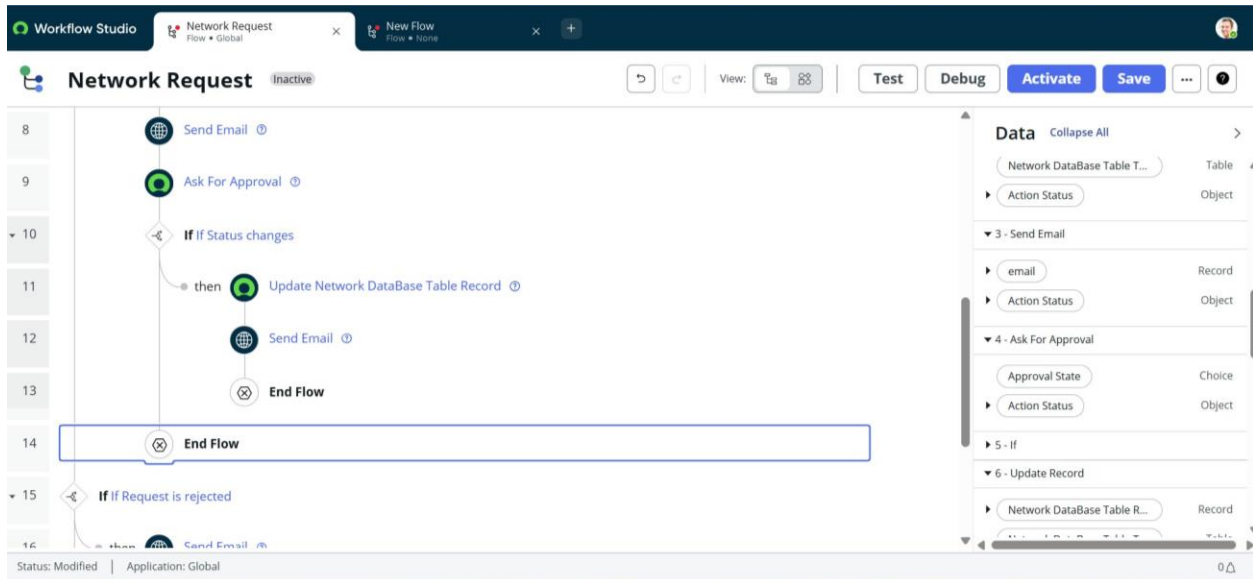 Workflow Studio
Network Request
Flow • Global
New Flow
Flow • None
Network Request Inactive
View:
Test
Debug
Activate
Save
8 Send Email
9 Ask For Approval
10 If If Status changes
11 then Update Network DataBase Table Record
12 Send Email
13 End Flow
14 End Flow
15 If If Request is rejected
16 then Send Email
Data Collapse All
Network DataBase Table T... Table
Action Status Object
3 - Send Email
email Record
Action Status Object
4 - Ask For Approval
Approval State Choice
Action Status Object
5 - If
6 - Update Record
Network DataBase Table R... Record
Status: Modified | Application: Global
0